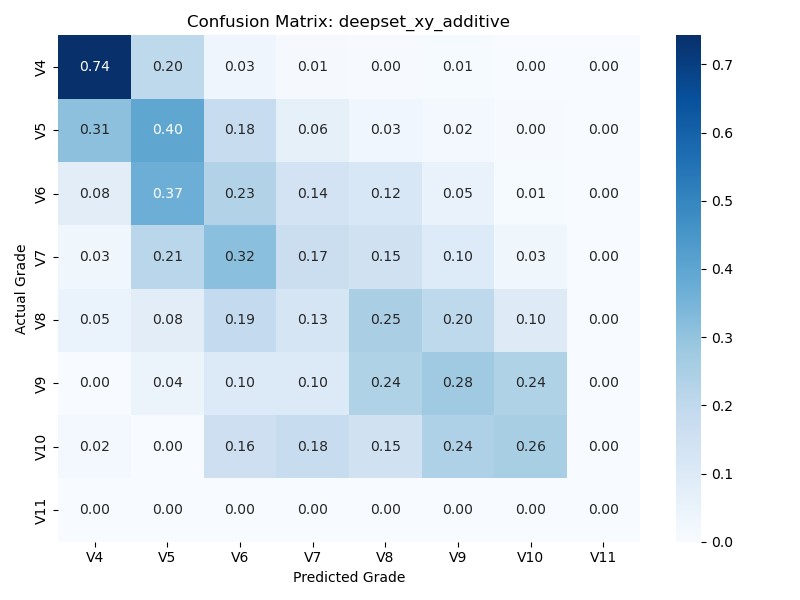 Confusion Matrix: deepset_xy_additive
V4 0.74 0.20 0.03 0.01 0.00 0.01 0.00 0.00 0.7
V5 0.31 0.40 0.18 0.06 0.03 0.02 0.00 0.00 0.6
V6 0.08 0.37 0.23 0.14 0.12 0.05 0.01 0.00 0.5
V7 0.03 0.21 0.32 0.17 0.15 0.10 0.03 0.00 0.4
V8 0.05 0.08 0.19 0.13 0.25 0.20 0.10 0.00 0.3
V9 0.00 0.04 0.10 0.10 0.24 0.28 0.24 0.00 0.2
V10 0.02 0.00 0.16 0.18 0.15 0.24 0.26 0.00 0.1
V11 0.00 0.00 0.00 0.00 0.00 0.00 0.00 0.00 0.0
V4 V5 V6 V7 V8 V9 V10 V11
Predicted Grade
Actual Grade